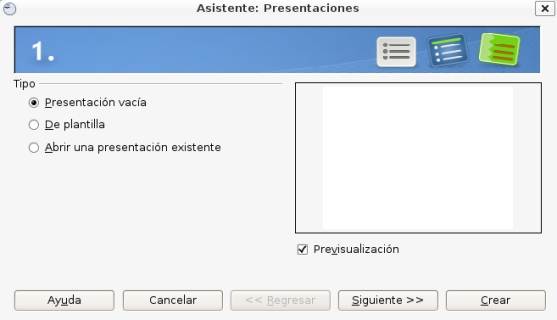 Asistente: Presentaciones
1.
Tipo
Presentación vacía
De plantilla
Abrir una presentación existente
Previsualización
Ayuda
Cancelar
<< Regresar
Siguiente >>
Crear